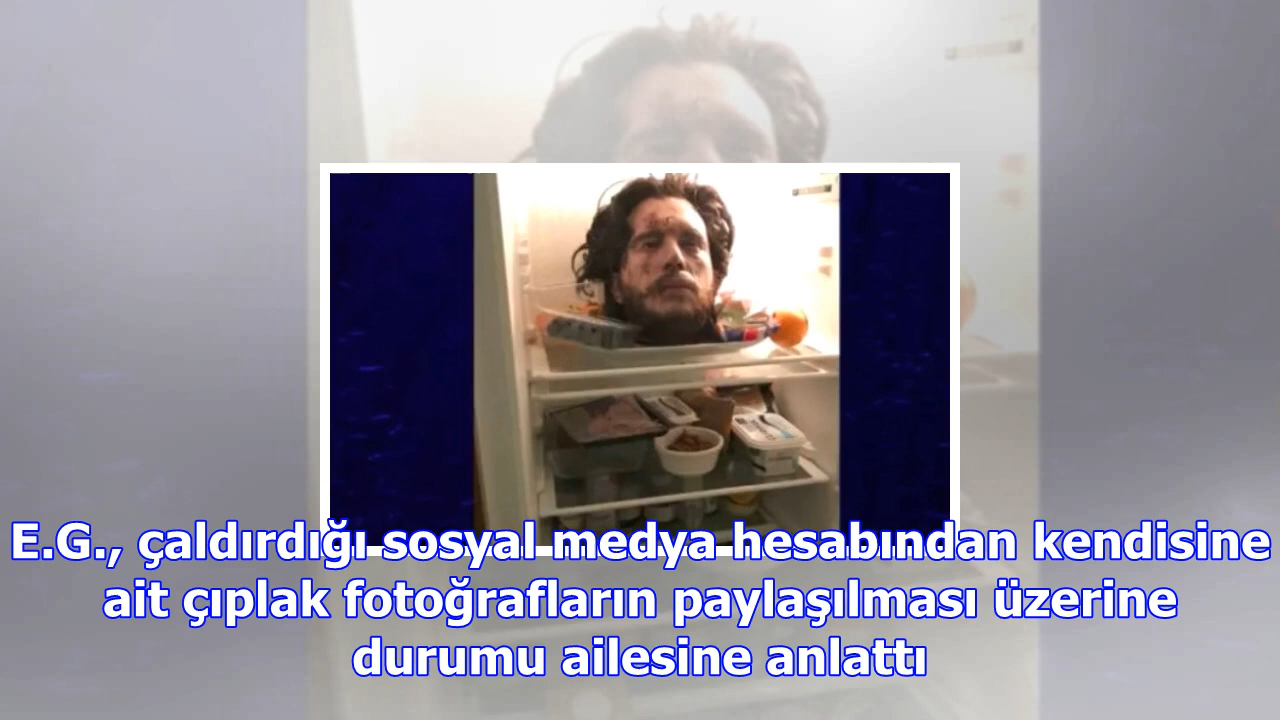 E.G., çaldırdığı sosyal medya hesabından kendisine
ait çıplak fotoğrafların paylaşılması üzerine
durumu ailesine anlattı